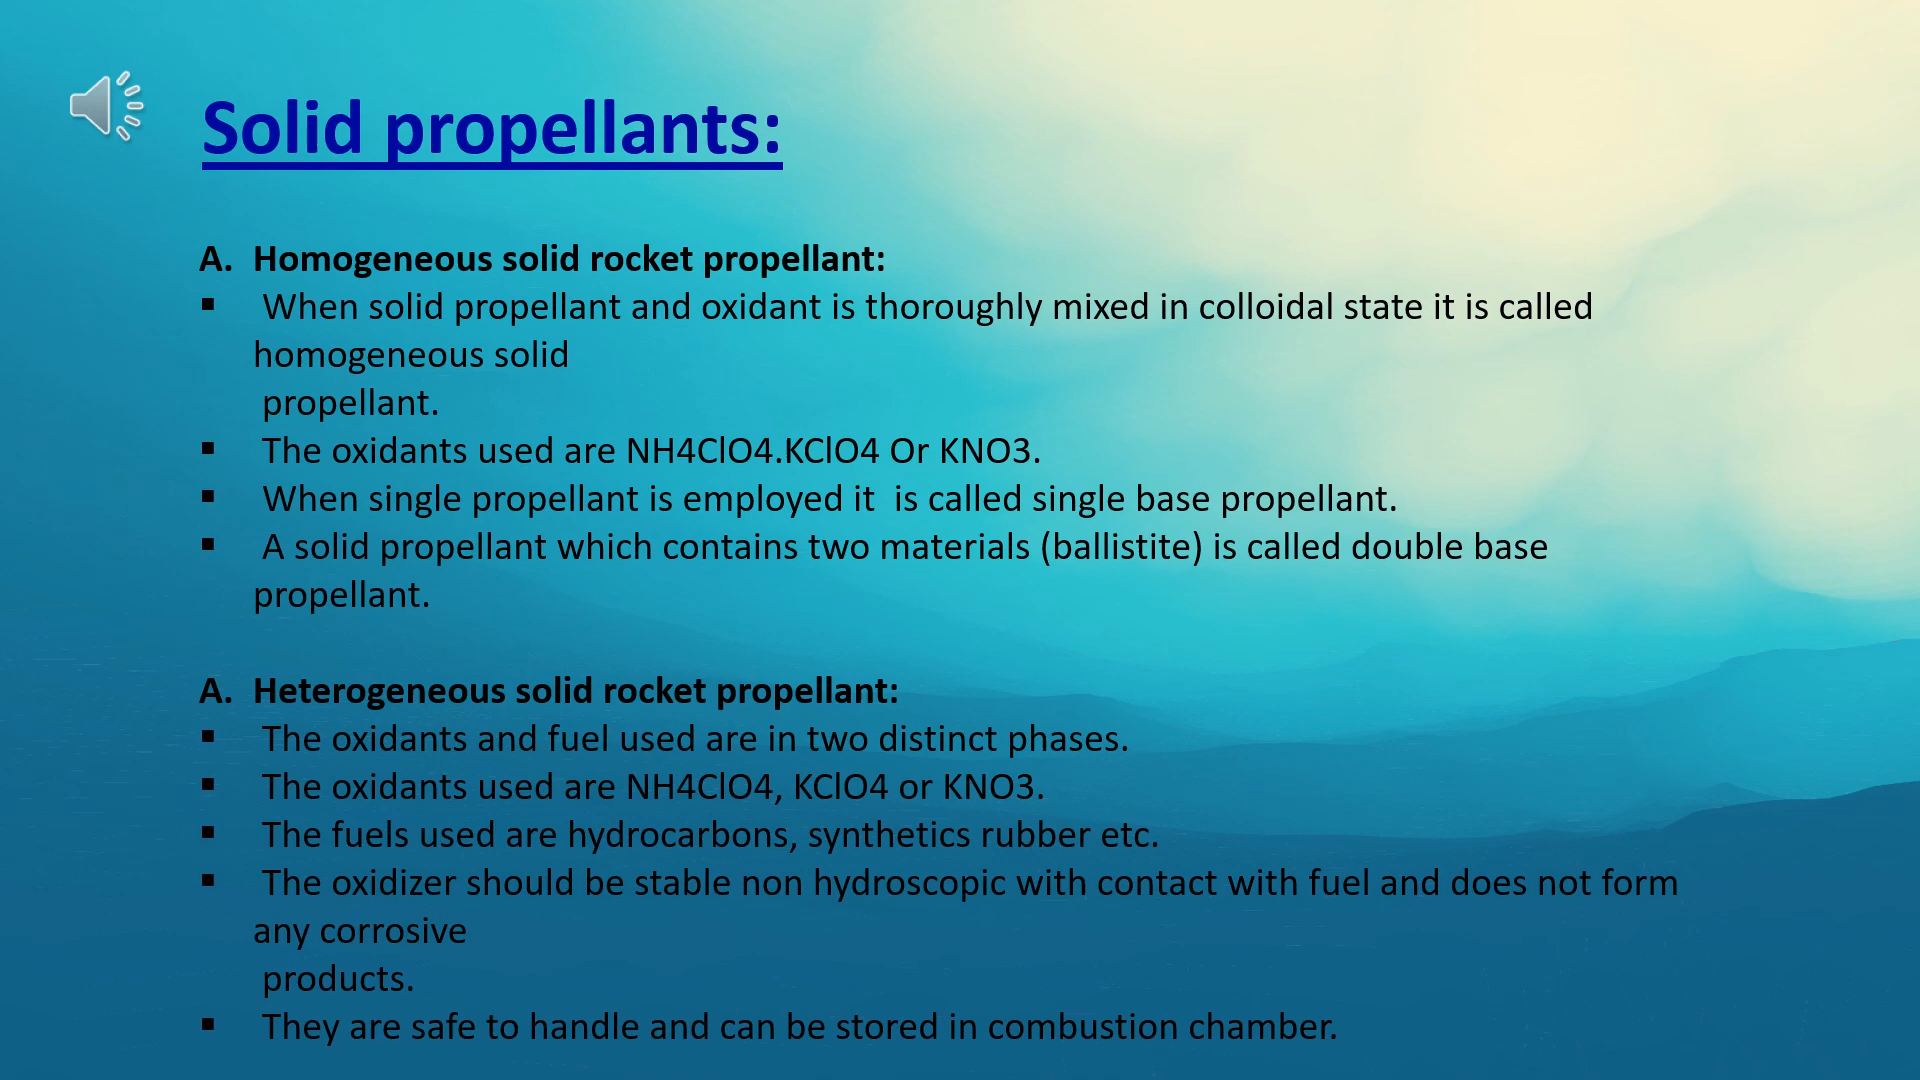 Solid propellants:
A. Homogeneous solid rocket propellant:
▪ When solid propellant and oxidant is thoroughly mixed in colloidal state it is called
homogeneous solid
propellant.
▪ The oxidants used are NH4ClO4.KClO4 Or KNO3.
▪ When single propellant is employed it  is called single base propellant.
▪ A solid propellant which contains two materials (ballistite) is called double base
propellant.
A. Heterogeneous solid rocket propellant:
▪ The oxidants and fuel used are in two distinct phases.
▪ The oxidants used are NH4ClO4, KClO4 or KNO3.
▪ The fuels used are hydrocarbons, synthetics rubber etc.
▪ The oxidizer should be stable non hydroscopic with contact with fuel and does not form
any corrosive
products.
▪ They are safe to handle and can be stored in combustion chamber.